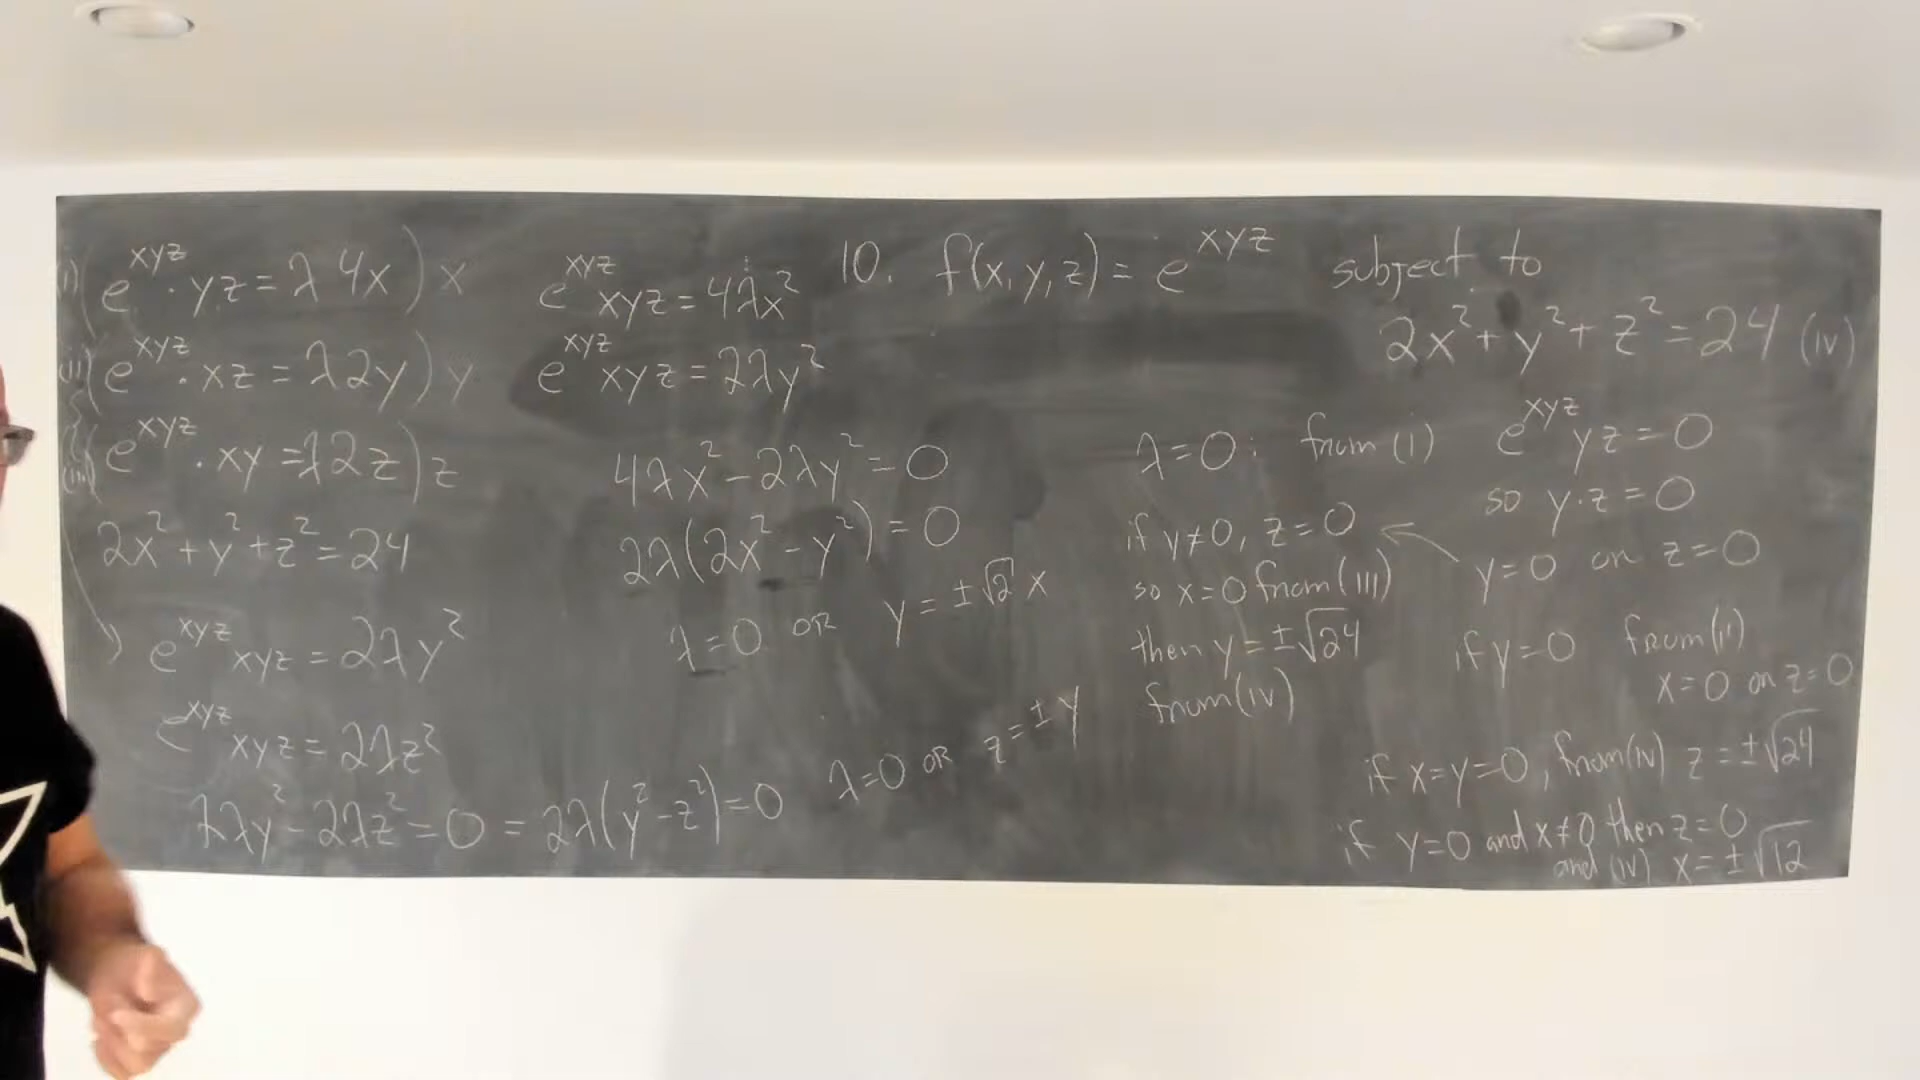 10. f(x,y,z) = e^{xyz} subject to
2x² + y² + z² = 24 (iv)
(i) (e^{xyz} · yz = λ4x) x
(ii) (e^{xyz} · xz = λ2y) y
(iii) (e^{xyz} · xy = λ2z) z
2x² + y² + z² = 24
e^{xyz} xyz = 2λy²
e^{xyz} xyz = 2λz²
2λy² - 2λz² = 0 = 2λ(y² - z²) = 0
λ=0 OR z = ± y
e^{xyz} xyz = 4λx²
e^{xyz} xyz = 2λy²
4λx² - 2λy² = 0
2λ(2x² - y²) = 0
λ=0 OR y = ±√2 x
λ=0: from (i) e^{xyz} yz = 0
so y·z = 0
y=0 or z=0
if y≠0, z=0
so x=0 from (iii)
then y = ±√24
from (iv)
if y=0 from (ii)
x=0 or z=0
if x=y=0, from (iv) z = ±√24
if y=0 and x≠0 then z=0
and (iv) x = ±√12